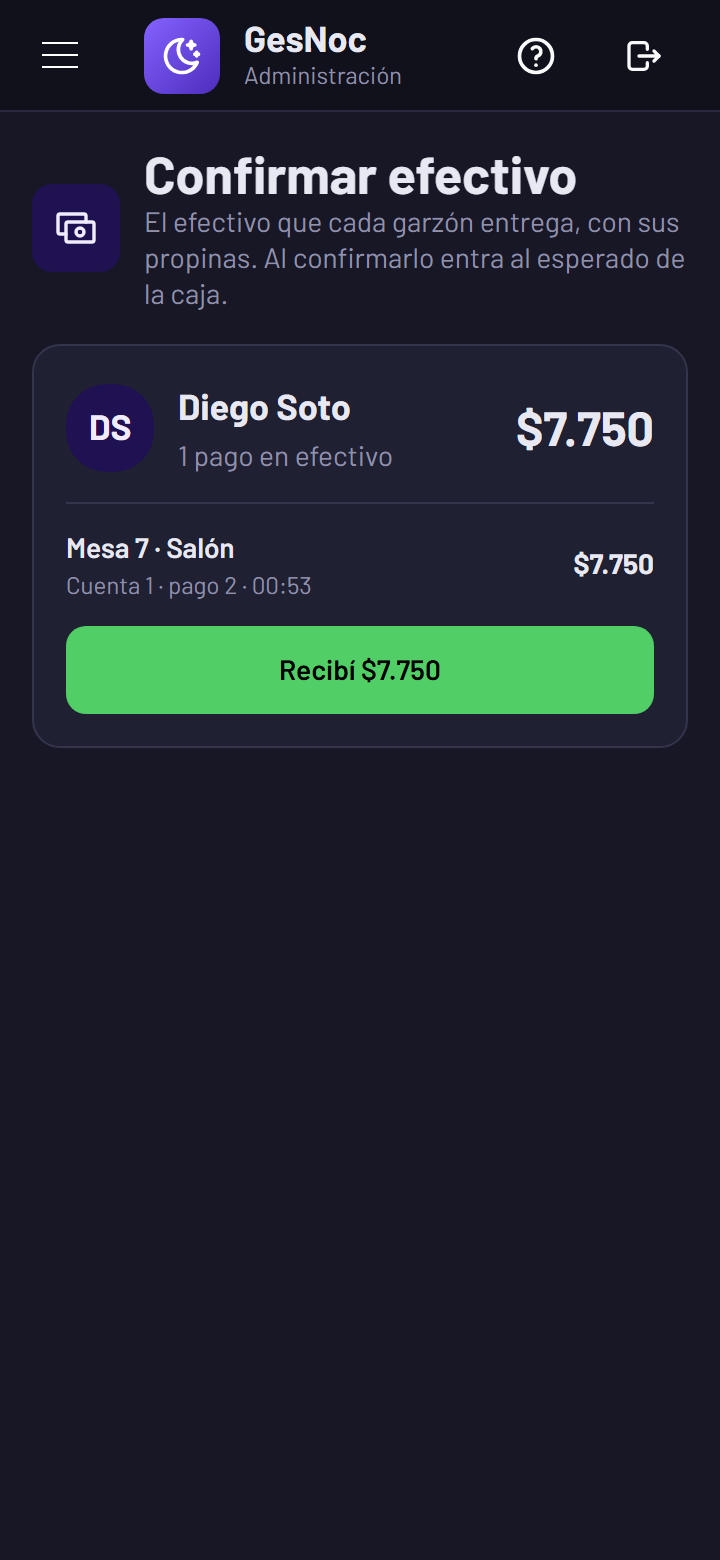 GesNoc
Administración
Confirmar efectivo
El efectivo que cada garzón entrega, con sus
propinas. Al confirmarlo entra al esperado de
la caja.
DS
Diego Soto
1 pago en efectivo
$7.750
Mesa 7 · Salón
Cuenta 1 · pago 2 · 00:53
$7.750
Recibí $7.750